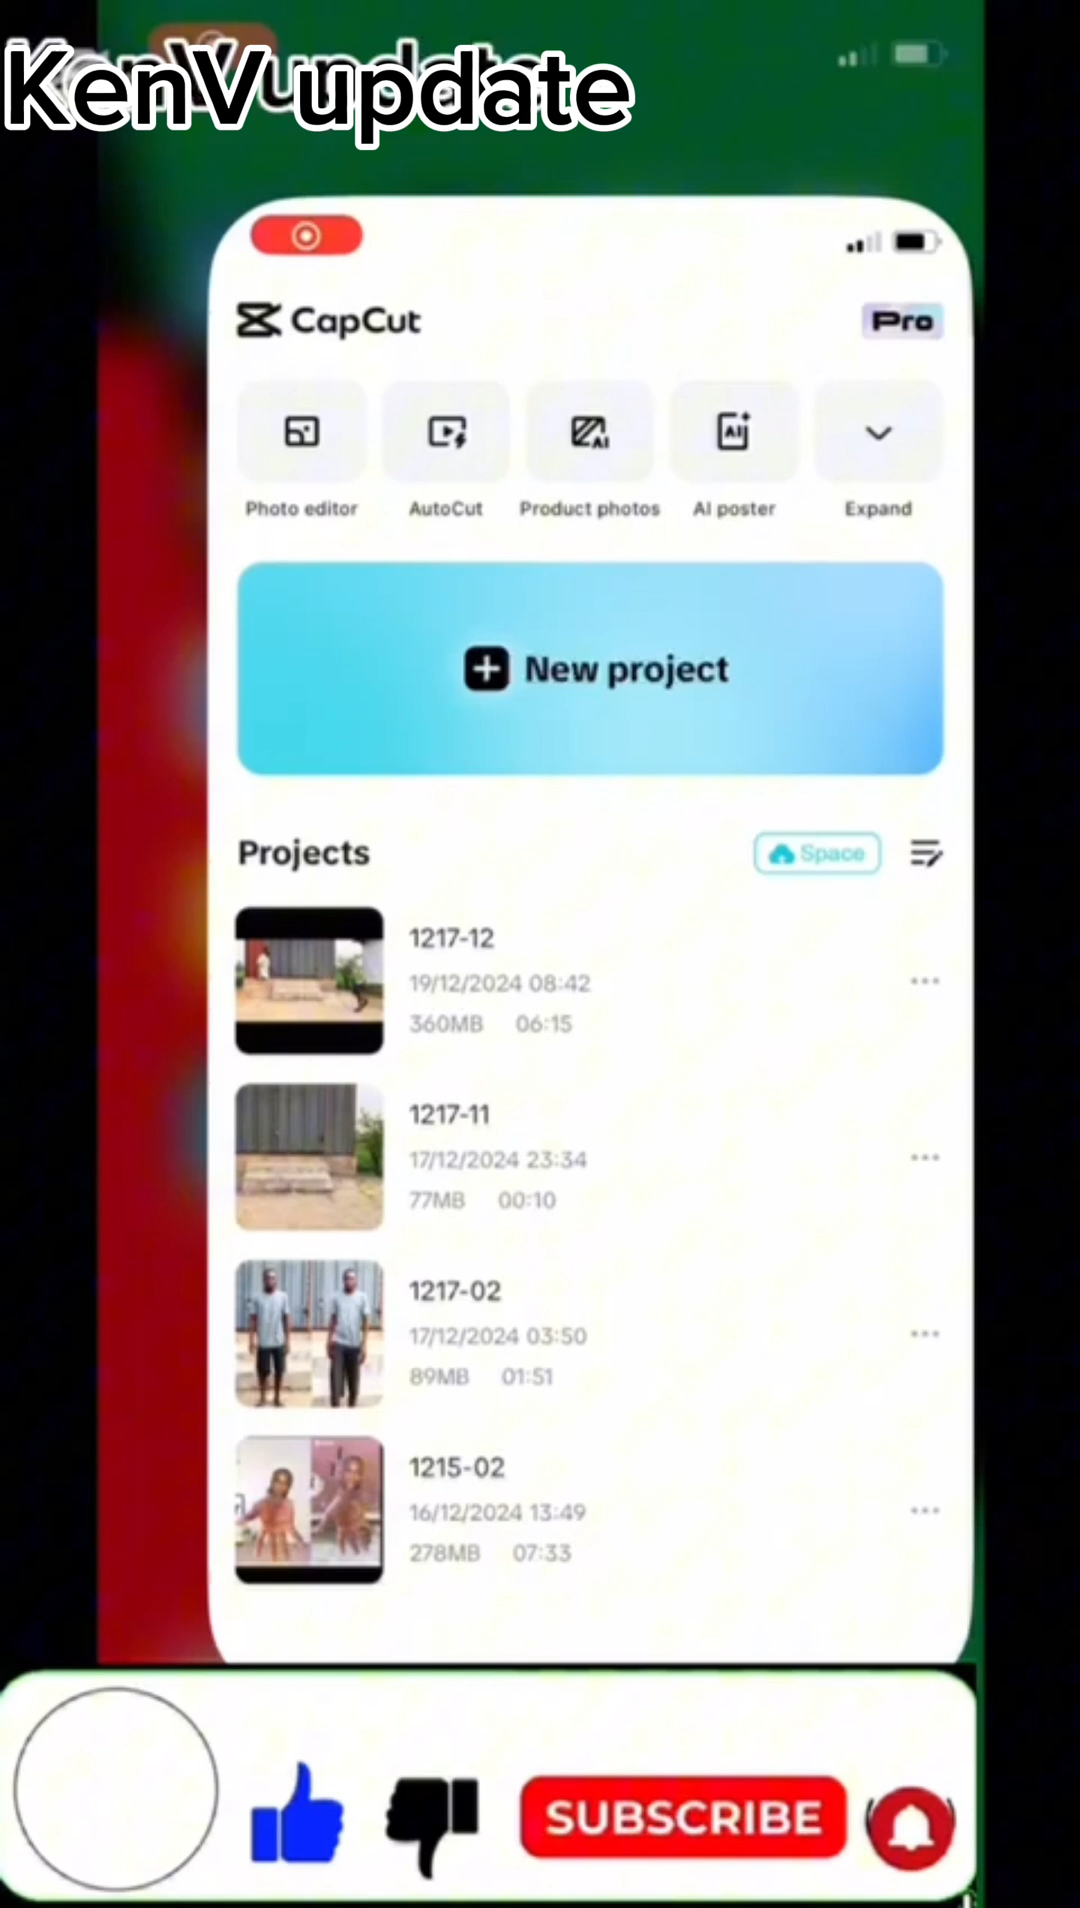 KenV update
CapCut
Pro
Photo editor
AutoCut
Product photos
AI poster
Expand
New project
Projects
Space
1217-12
19/12/2024 08:42
360MB 06:15
1217-11
17/12/2024 23:34
77MB 00:10
1217-02
17/12/2024 03:50
89MB 01:51
1215-02
16/12/2024 13:49
278MB 07:33
SUBSCRIBE